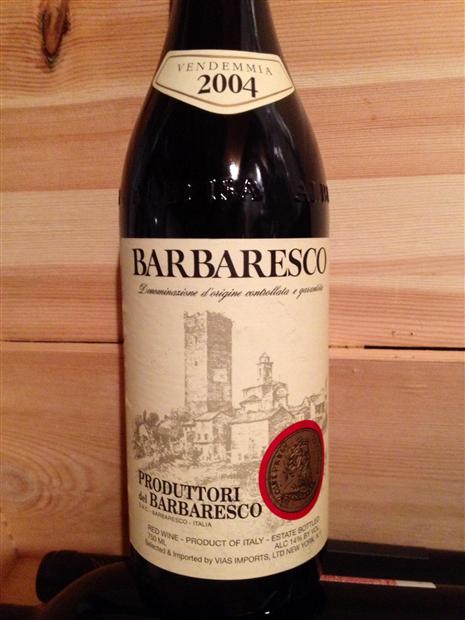 VENDEMMIA
2004
BARBARESCO
Denominazione d'origine controllata e garantita
PRODUTTORI
del BARBARESCO
S.A.C. - BARBARESCO - ITALIA
RED WINE - PRODUCT OF ITALY - ESTATE BOTTLED
750 ML ALC 14% BY VOL
Selected & Imported by VIAS IMPORTS, LTD NEW YORK, N.Y.